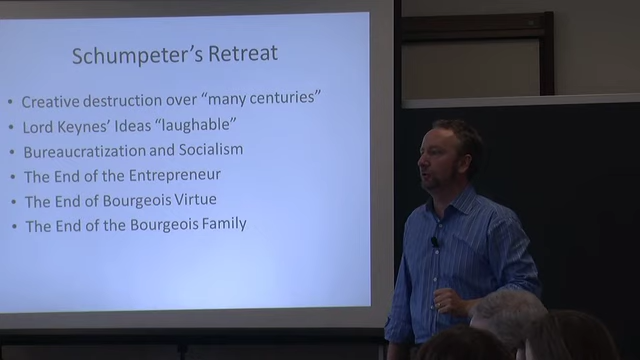 Schumpeter's Retreat
• Creative destruction over “many centuries”
• Lord Keynes' Ideas “laughable”
• Bureaucratization and Socialism
• The End of the Entrepreneur
• The End of Bourgeois Virtue
• The End of the Bourgeois Family